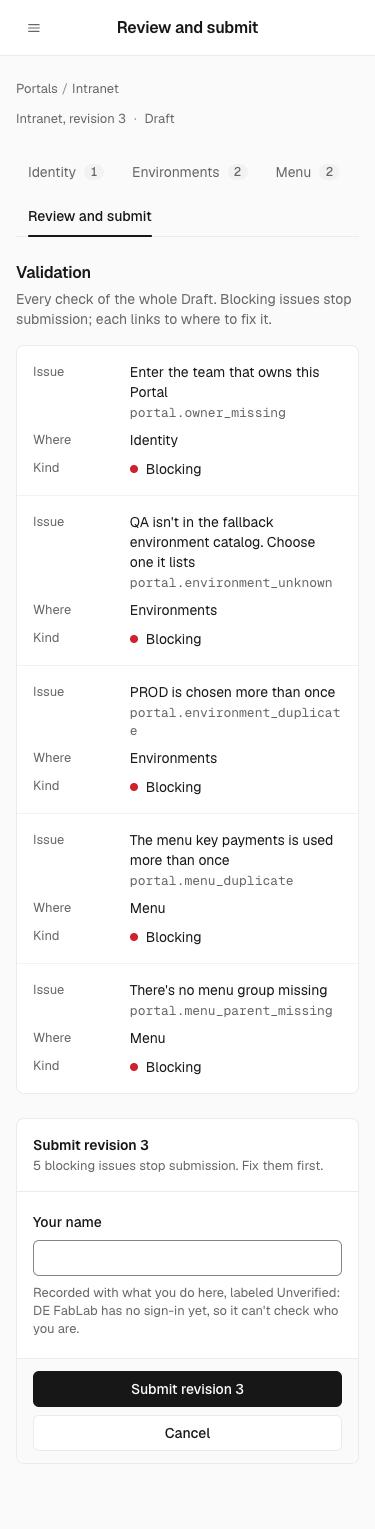 Review and submit
Portals / Intranet
Intranet, revision 3 · Draft
Identity 1 Environments 2 Menu 2
Review and submit
Validation
Every check of the whole Draft. Blocking issues stop
submission; each links to where to fix it.
Issue Enter the team that owns this
Portal
portal.owner_missing
Where Identity
Kind Blocking
Issue QA isn't in the fallback
environment catalog. Choose
one it lists
portal.environment_unknown
Where Environments
Kind Blocking
Issue PROD is chosen more than once
portal.environment_duplicat
e
Where Environments
Kind Blocking
Issue The menu key payments is used
more than once
portal.menu_duplicate
Where Menu
Kind Blocking
Issue There's no menu group missing
portal.menu_parent_missing
Where Menu
Kind Blocking
Submit revision 3
5 blocking issues stop submission. Fix them first.
Your name
Recorded with what you do here, labeled Unverified:
DE FabLab has no sign-in yet, so it can't check who
you are.
Submit revision 3
Cancel